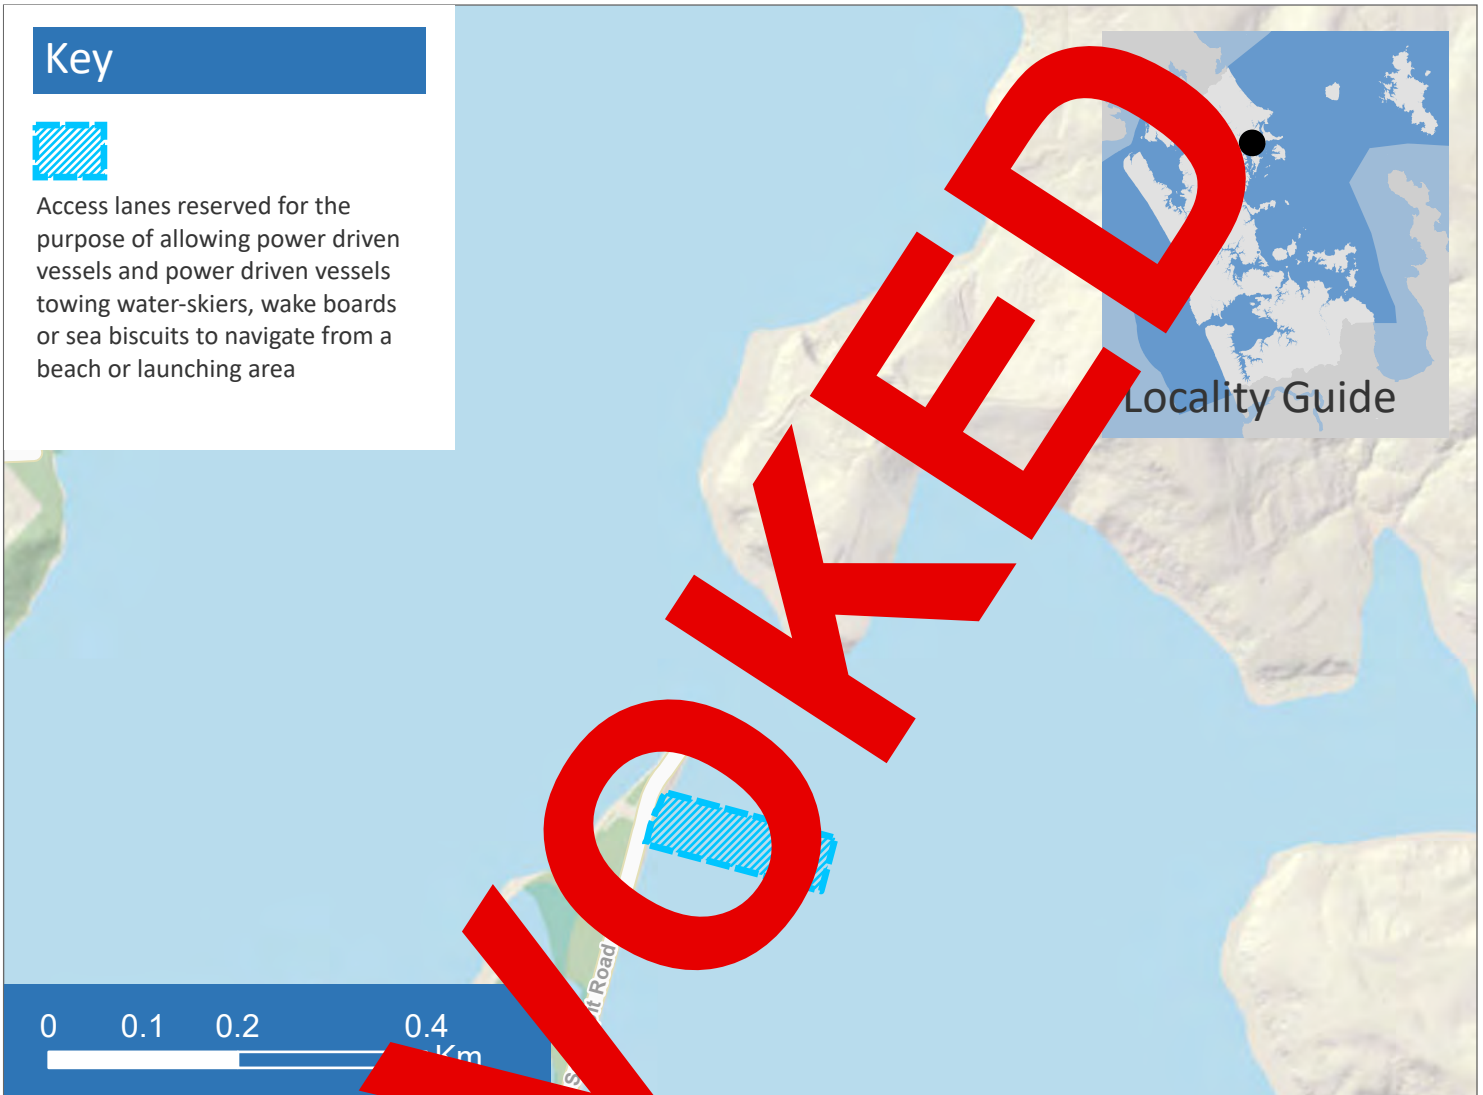 Key
Access lanes reserved for the
purpose of allowing power driven
vessels and power driven vessels
towing water-skiers, wake boards
or sea biscuits to navigate from a
beach or launching area
Locality Guide
VOKED
Road
0 0.1 0.2 0.4
Km